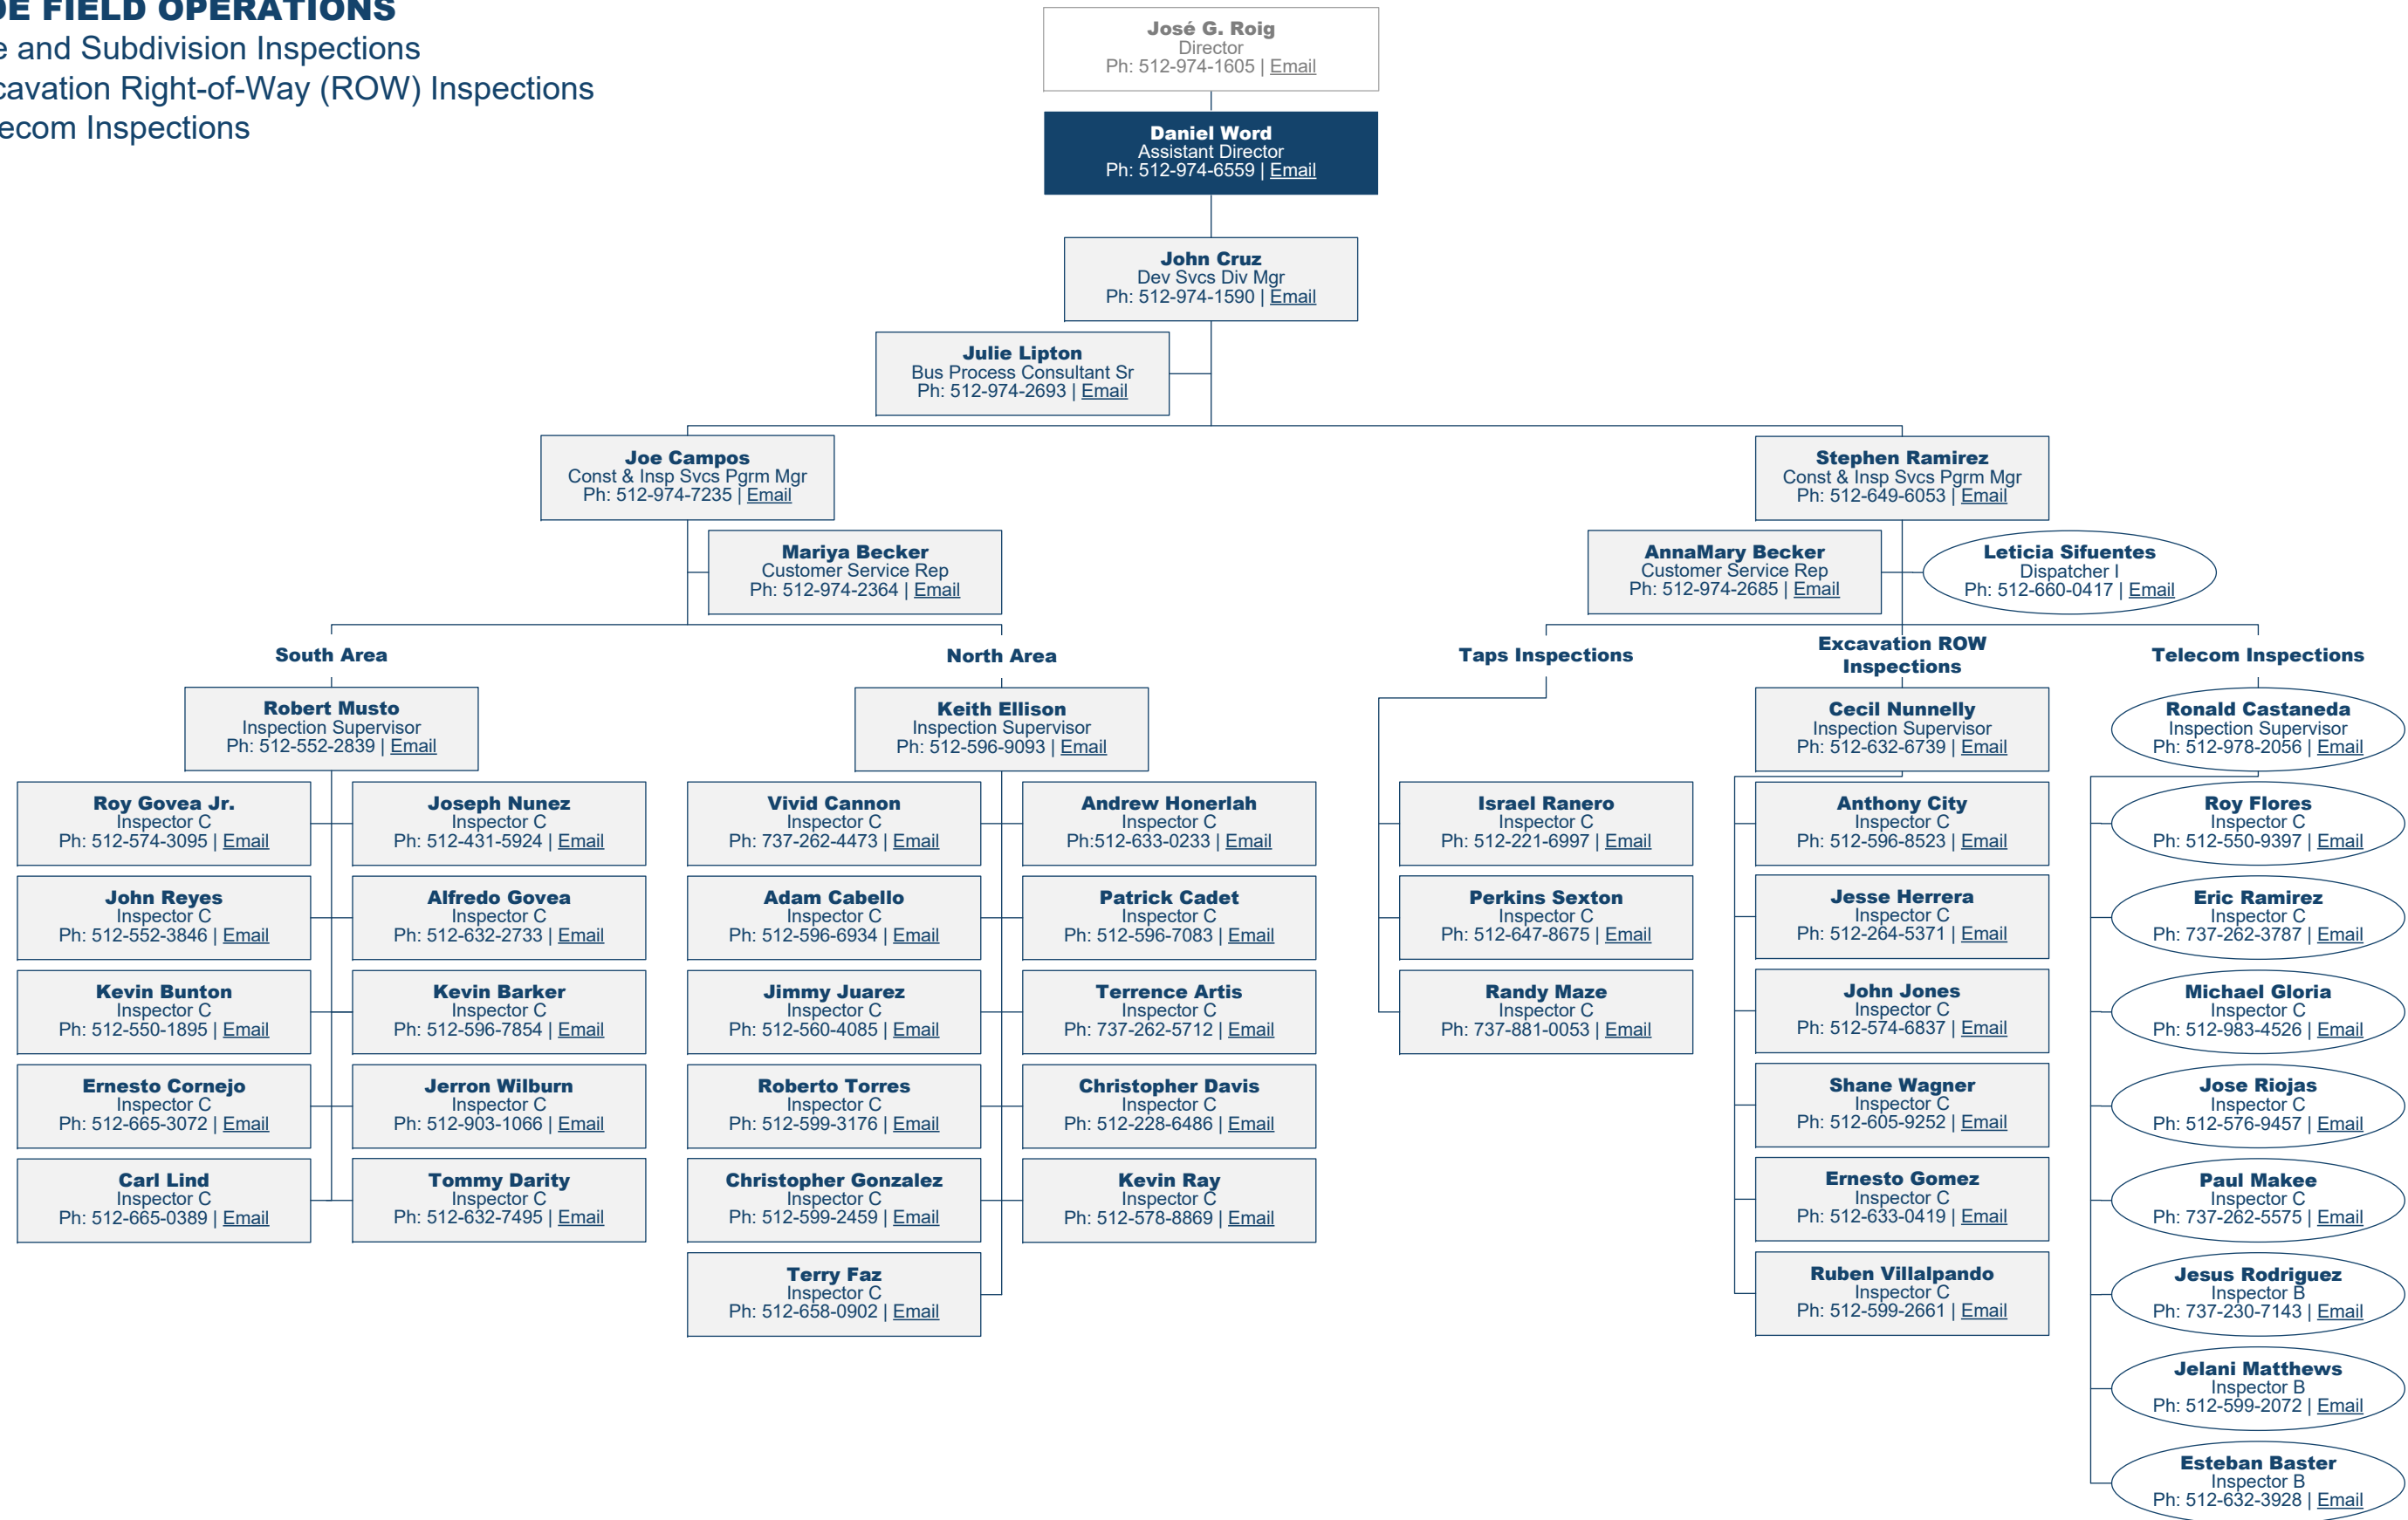 DE FIELD OPERATIONS
e and Subdivision Inspections
cavation Right-of-Way (ROW) Inspections
ecom Inspections
José G. Roig
Director
Ph: 512-974-1605 | Email
Daniel Word
Assistant Director
Ph: 512-974-6559 | Email
John Cruz
Dev Svcs Div Mgr
Ph: 512-974-1590 | Email
Julie Lipton
Bus Process Consultant Sr
Ph: 512-974-2693 | Email
Joe Campos
Const & Insp Svcs Pgrm Mgr
Ph: 512-974-7235 | Email
Mariya Becker
Customer Service Rep
Ph: 512-974-2364 | Email
South Area
Robert Musto
Inspection Supervisor
Ph: 512-552-2839 | Email
Roy Govea Jr.
Inspector C
Ph: 512-574-3095 | Email
Joseph Nunez
Inspector C
Ph: 512-431-5924 | Email
John Reyes
Inspector C
Ph: 512-552-3846 | Email
Alfredo Govea
Inspector C
Ph: 512-632-2733 | Email
Kevin Bunton
Inspector C
Ph: 512-550-1895 | Email
Kevin Barker
Inspector C
Ph: 512-596-7854 | Email
Ernesto Cornejo
Inspector C
Ph: 512-665-3072 | Email
Jerron Wilburn
Inspector C
Ph: 512-903-1066 | Email
Carl Lind
Inspector C
Ph: 512-665-0389 | Email
Tommy Darity
Inspector C
Ph: 512-632-7495 | Email
North Area
Keith Ellison
Inspection Supervisor
Ph: 512-596-9093 | Email
Vivid Cannon
Inspector C
Ph: 737-262-4473 | Email
Andrew Honerlah
Inspector C
Ph:512-633-0233 | Email
Adam Cabello
Inspector C
Ph: 512-596-6934 | Email
Patrick Cadet
Inspector C
Ph: 512-596-7083 | Email
Jimmy Juarez
Inspector C
Ph: 512-560-4085 | Email
Terrence Artis
Inspector C
Ph: 737-262-5712 | Email
Roberto Torres
Inspector C
Ph: 512-599-3176 | Email
Christopher Davis
Inspector C
Ph: 512-228-6486 | Email
Christopher Gonzalez
Inspector C
Ph: 512-599-2459 | Email
Kevin Ray
Inspector C
Ph: 512-578-8869 | Email
Terry Faz
Inspector C
Ph: 512-658-0902 | Email
Stephen Ramirez
Const & Insp Svcs Pgrm Mgr
Ph: 512-649-6053 | Email
AnnaMary Becker
Customer Service Rep
Ph: 512-974-2685 | Email
Leticia Sifuentes
Dispatcher I
Ph: 512-660-0417 | Email
Taps Inspections
Israel Ranero
Inspector C
Ph: 512-221-6997 | Email
Perkins Sexton
Inspector C
Ph: 512-647-8675 | Email
Randy Maze
Inspector C
Ph: 737-881-0053 | Email
Excavation ROW
Inspections
Cecil Nunnelly
Inspection Supervisor
Ph: 512-632-6739 | Email
Anthony City
Inspector C
Ph: 512-596-8523 | Email
Jesse Herrera
Inspector C
Ph: 512-264-5371 | Email
John Jones
Inspector C
Ph: 512-574-6837 | Email
Shane Wagner
Inspector C
Ph: 512-605-9252 | Email
Ernesto Gomez
Inspector C
Ph: 512-633-0419 | Email
Ruben Villalpando
Inspector C
Ph: 512-599-2661 | Email
Telecom Inspections
Ronald Castaneda
Inspection Supervisor
Ph: 512-978-2056 | Email
Roy Flores
Inspector C
Ph: 512-550-9397 | Email
Eric Ramirez
Inspector C
Ph: 737-262-3787 | Email
Michael Gloria
Inspector C
Ph: 512-983-4526 | Email
Jose Riojas
Inspector C
Ph: 512-576-9457 | Email
Paul Makee
Inspector C
Ph: 737-262-5575 | Email
Jesus Rodriguez
Inspector B
Ph: 737-230-7143 | Email
Jelani Matthews
Inspector B
Ph: 512-599-2072 | Email
Esteban Baster
Inspector B
Ph: 512-632-3928 | Email